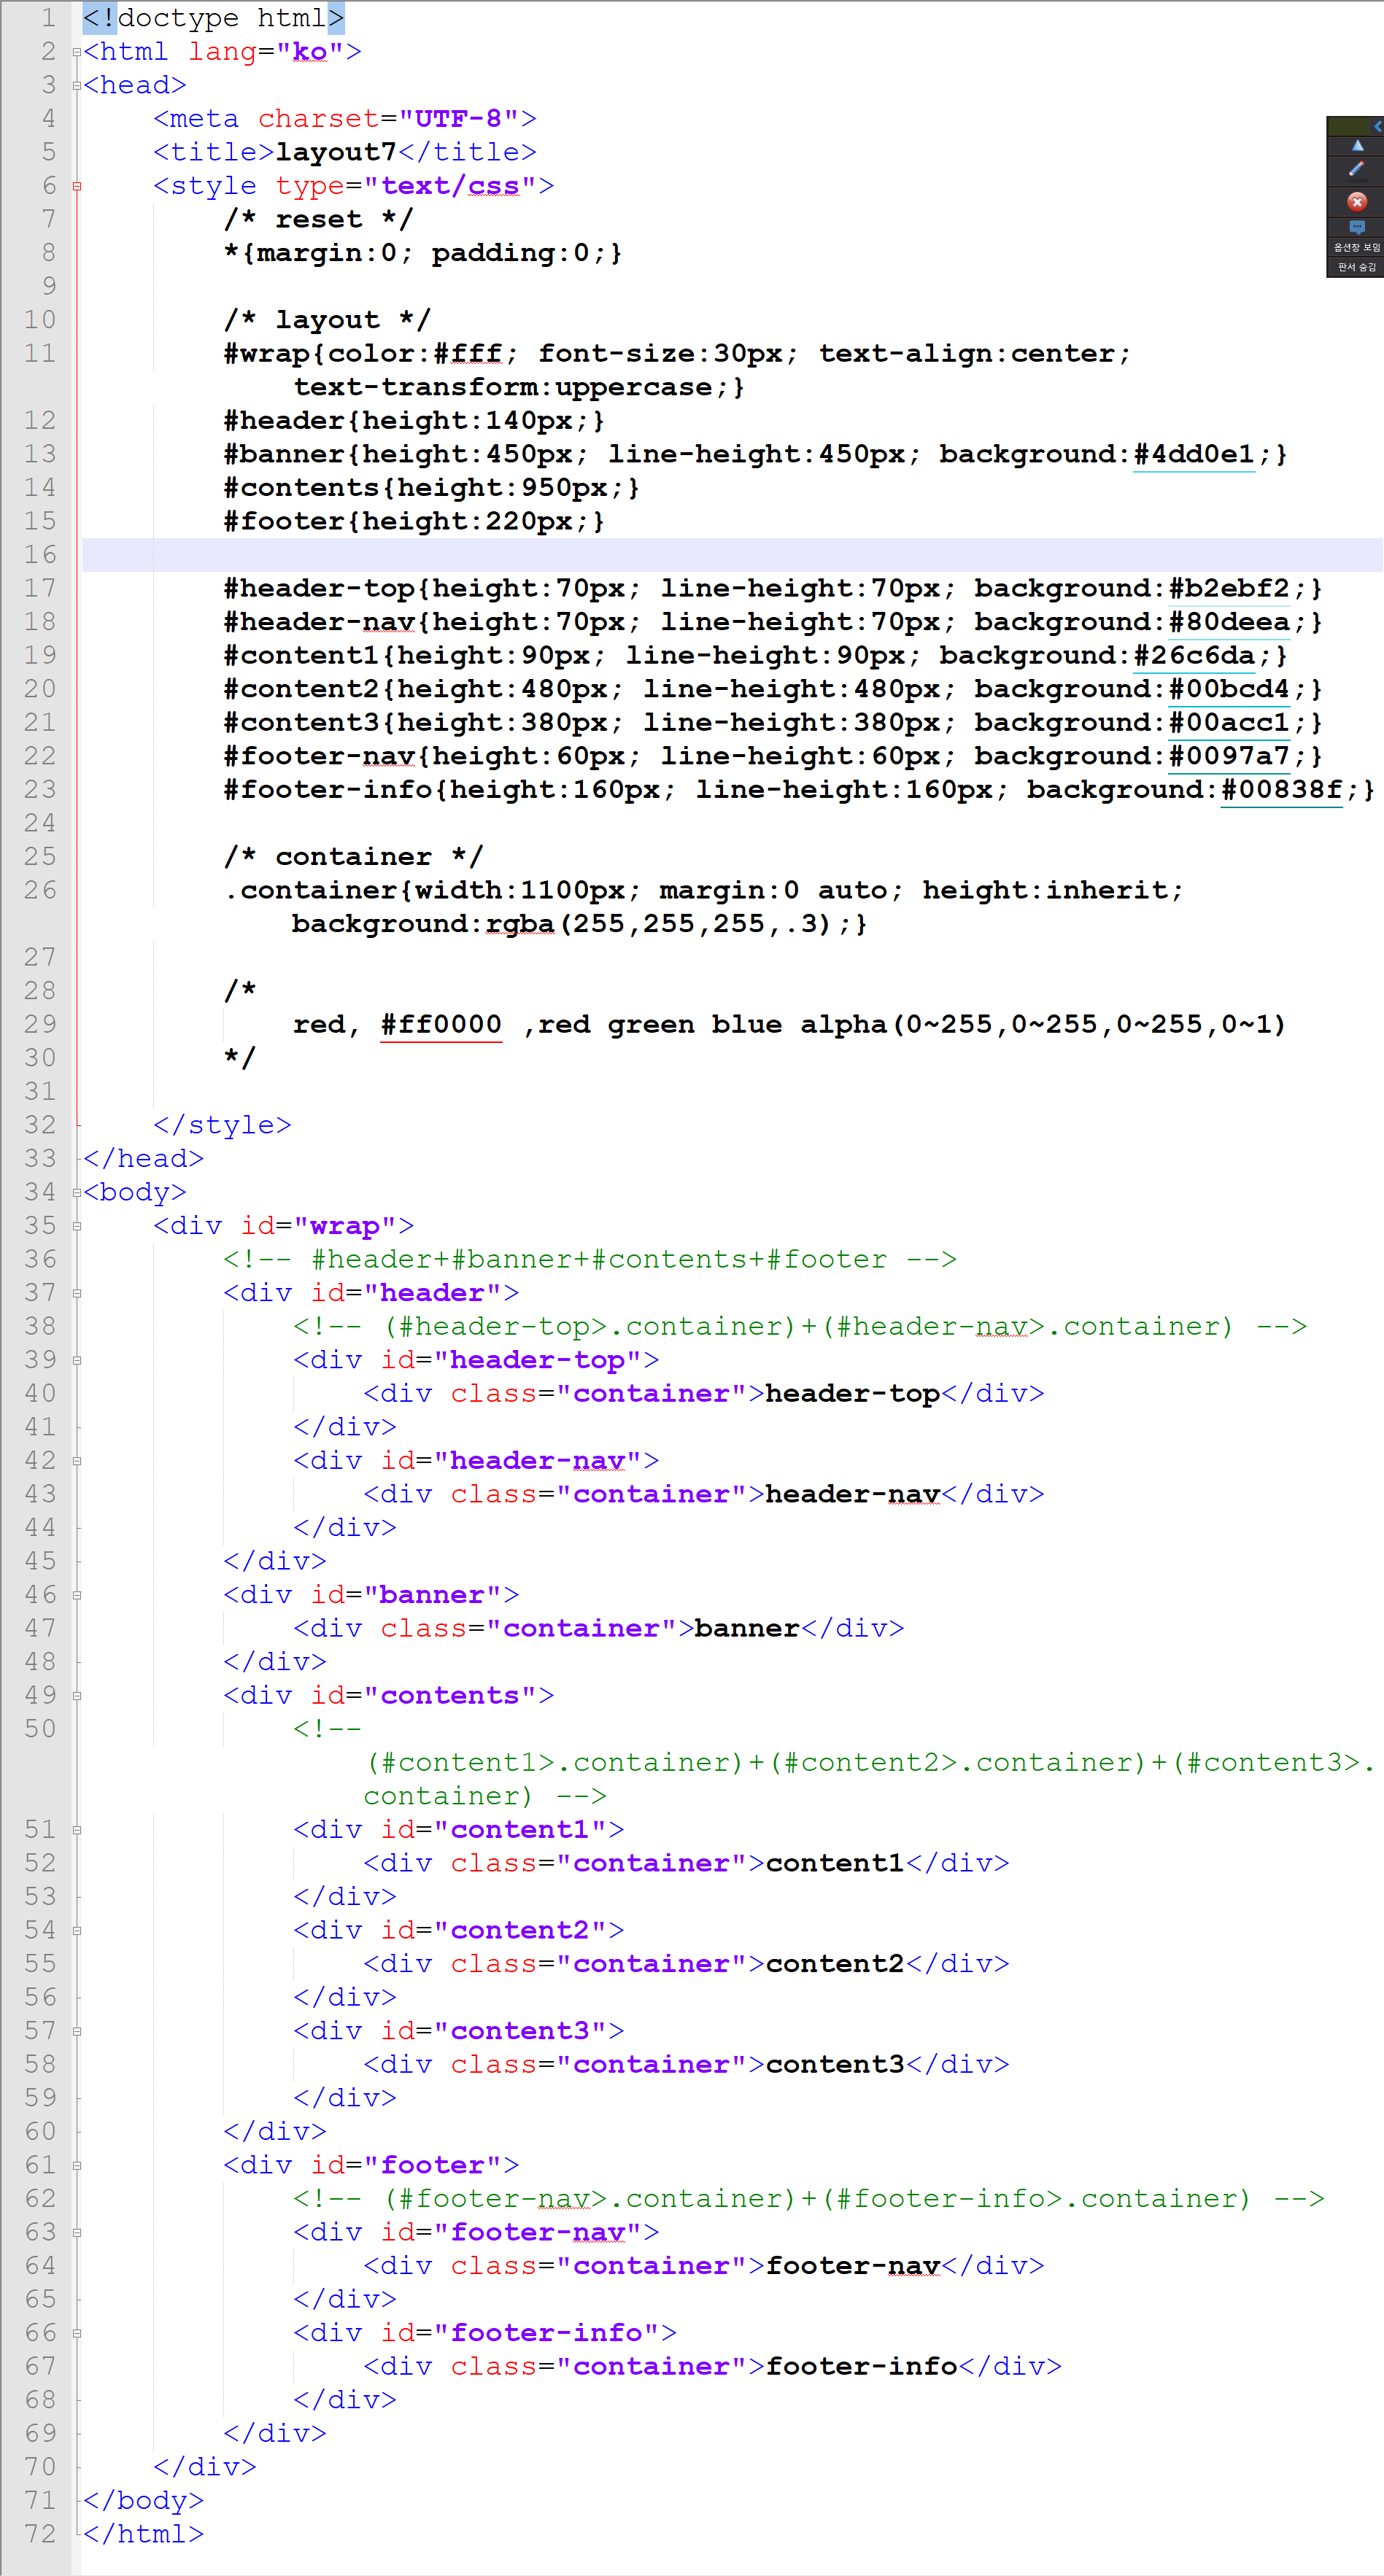 1 <!doctype html>
2 <html lang="ko">
3 <head>
4 <meta charset="UTF-8">
5 <title>layout7</title>
6 <style type="text/css">
7 /* reset */
8 *{margin:0; padding:0;}
9
10 /* layout */
11 #wrap{color:#fff; font-size:30px; text-align:center;
text-transform:uppercase;}
12 #header{height:140px;}
13 #banner{height:450px; line-height:450px; background:#4dd0e1;}
14 #contents{height:950px;}
15 #footer{height:220px;}
16
17 #header-top{height:70px; line-height:70px; background:#b2ebf2;}
18 #header-nav{height:70px; line-height:70px; background:#80deea;}
19 #content1{height:90px; line-height:90px; background:#26c6da;}
20 #content2{height:480px; line-height:480px; background:#00bcd4;}
21 #content3{height:380px; line-height:380px; background:#00acc1;}
22 #footer-nav{height:60px; line-height:60px; background:#0097a7;}
23 #footer-info{height:160px; line-height:160px; background:#00838f;}
24
25 /* container */
26 .container{width:1100px; margin:0 auto; height:inherit;
background:rgba(255,255,255,.3);}
27
28 /*
29 red, #ff0000 ,red green blue alpha(0~255,0~255,0~255,0~1)
30 */
31
32 </style>
33 </head>
34 <body>
35 <div id="wrap">
36 <!-- #header+#banner+#contents+#footer -->
37 <div id="header">
38 <!-- (#header-top>.container)+(#header-nav>.container) -->
39 <div id="header-top">
40 <div class="container">header-top</div>
41 </div>
42 <div id="header-nav">
43 <div class="container">header-nav</div>
44 </div>
45 </div>
46 <div id="banner">
47 <div class="container">banner</div>
48 </div>
49 <div id="contents">
50 <!--
(#content1>.container)+(#content2>.container)+(#content3>.
container) -->
51 <div id="content1">
52 <div class="container">content1</div>
53 </div>
54 <div id="content2">
55 <div class="container">content2</div>
56 </div>
57 <div id="content3">
58 <div class="container">content3</div>
59 </div>
60 </div>
61 <div id="footer">
62 <!-- (#footer-nav>.container)+(#footer-info>.container) -->
63 <div id="footer-nav">
64 <div class="container">footer-nav</div>
65 </div>
66 <div id="footer-info">
67 <div class="container">footer-info</div>
68 </div>
69 </div>
70 </div>
71 </body>
72 </html>
옵션창 보임
판서 숨김